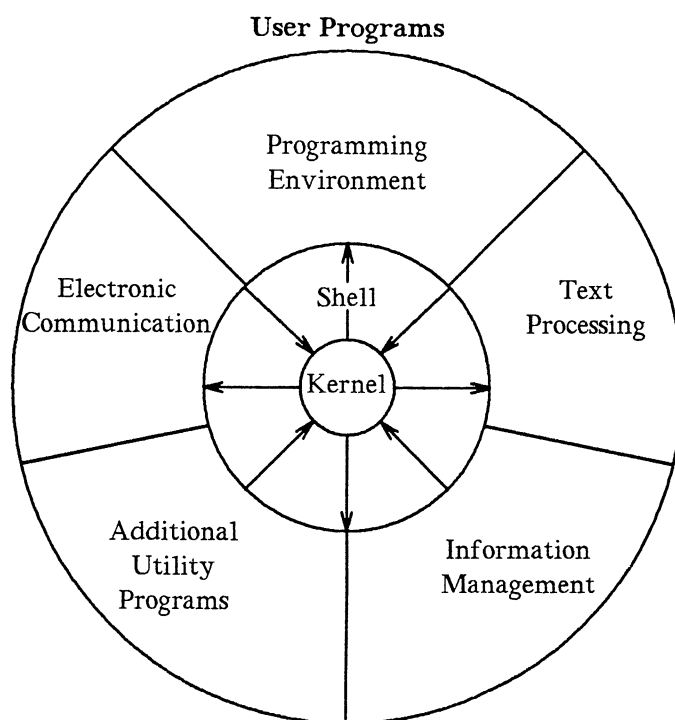 User Programs
Programming
Environment
Electronic
Communication
Shell
Text
Processing
Kernel
Additional
Utility
Programs
Information
Management